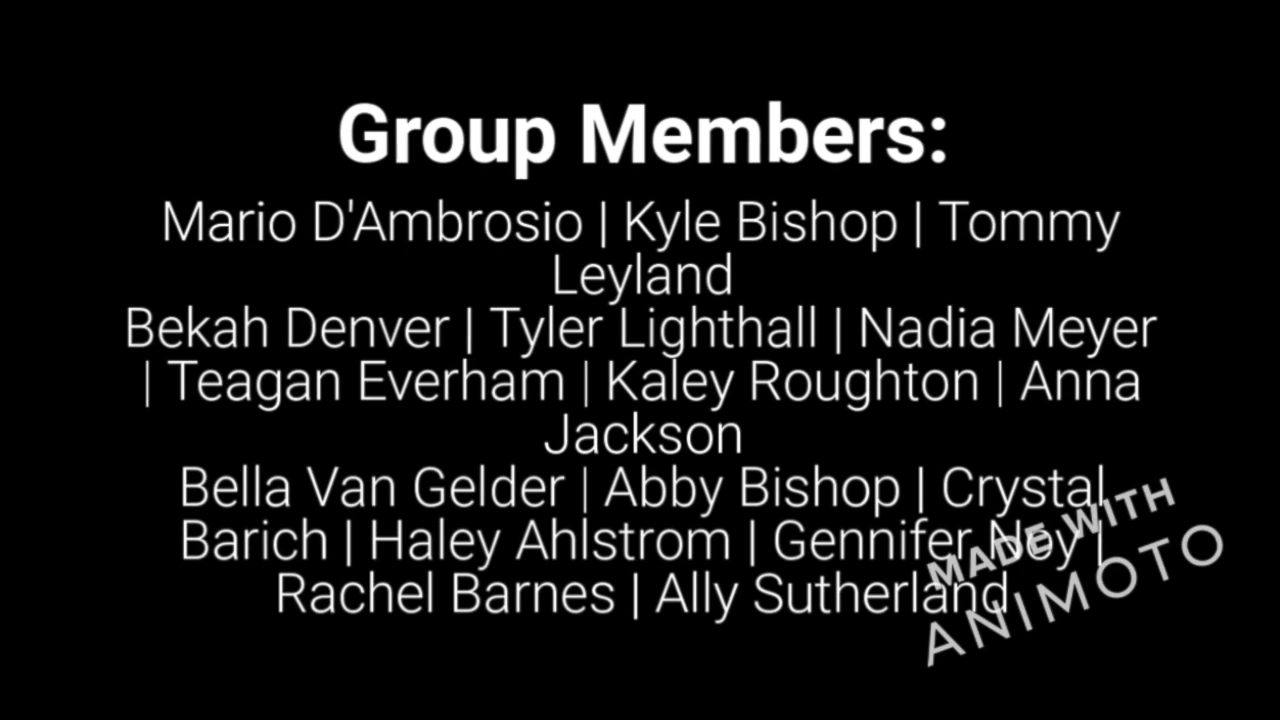 Group Members:
Mario D'Ambrosio | Kyle Bishop | Tommy
Leyland
Bekah Denver | Tyler Lighthall | Nadia Meyer
| Teagan Everham | Kaley Roughton | Anna
Jackson
Bella Van Gelder | Abby Bishop | Crystal
Barich | Haley Ahlstrom | Gennifer |
Rachel Barnes | Ally Sutherland
MADE WITH
ANIMOTO